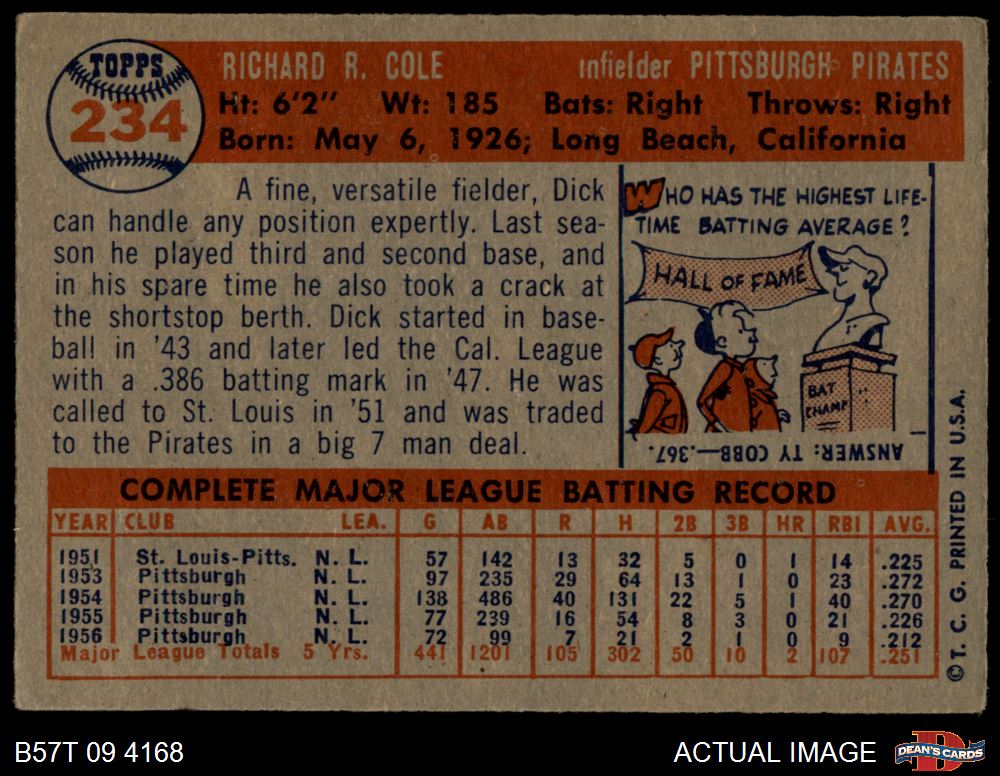 TOPPS
234
RICHARD R. COLE infielder PITTSBURGH PIRATES
Ht: 6'2" Wt: 185 Bats: Right Throws: Right
Born: May 6, 1926; Long Beach, California
A fine, versatile fielder, Dick
can handle any position expertly. Last sea-
son he played third and second base, and
in his spare time he also took a crack at
the shortstop berth. Dick started in base-
ball in '43 and later led the Cal. League
with a .386 batting mark in '47. He was
called to St. Louis in '51 and was traded
to the Pirates in a big 7 man deal.
WHO HAS THE HIGHEST LIFE-
TIME BATTING AVERAGE?
HALL OF FAME
BAT
CHAMP
ANSWER: TY COBB—.367.
COMPLETE MAJOR LEAGUE BATTING RECORD
YEAR CLUB LEA. G AB R H 2B 3B HR RBI AVG.
1951 St. Louis-Pitts. N. L. 57 142 13 32 5 0 1 14 .225
1953 Pittsburgh N. L. 97 235 29 64 13 1 0 23 .272
1954 Pittsburgh N. L. 138 486 40 131 22 5 1 40 .270
1955 Pittsburgh N. L. 77 239 16 54 8 3 0 21 .226
1956 Pittsburgh N. L. 72 99 7 21 2 1 0 9 .212
Major League Totals 5 Yrs. 441 1201 105 302 50 10 2 107 .251
©T. C. G. PRINTED IN U.S.A.
B57T 09 4168
ACTUAL IMAGE
D
DEAN'S CARDS